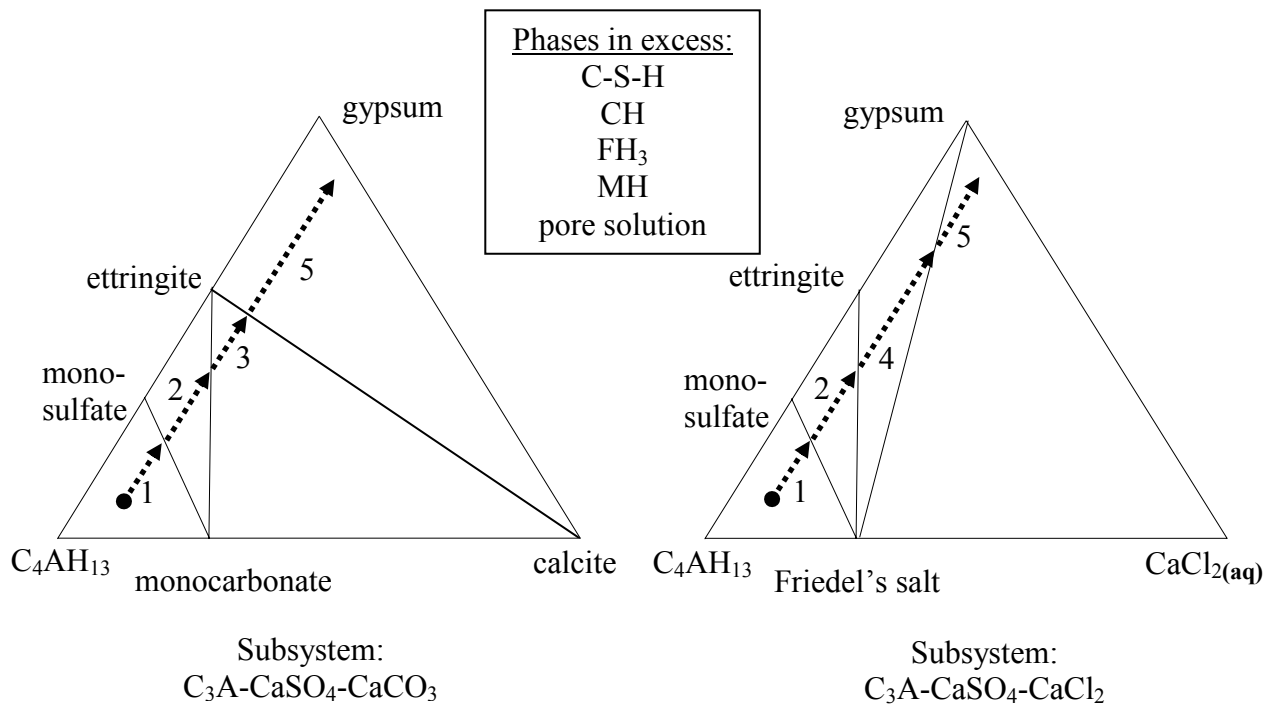 Phases in excess:
C-S-H
CH
FH₃
MH
pore solution
gypsum
ettringite
mono-
sulfate
1
2
3
5
C₄AH₁₃
monocarbonate
calcite
Subsystem:
C₃A-CaSO₄-CaCO₃
gypsum
ettringite
mono-
sulfate
1
2
4
5
C₄AH₁₃
Friedel's salt
CaCl₂(aq)
Subsystem:
C₃A-CaSO₄-CaCl₂